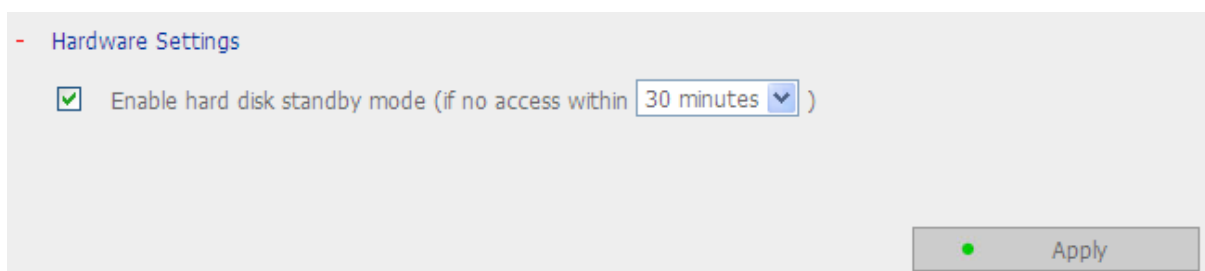 - Hardware Settings
Enable hard disk standby mode (if no access within 30 minutes )
Apply